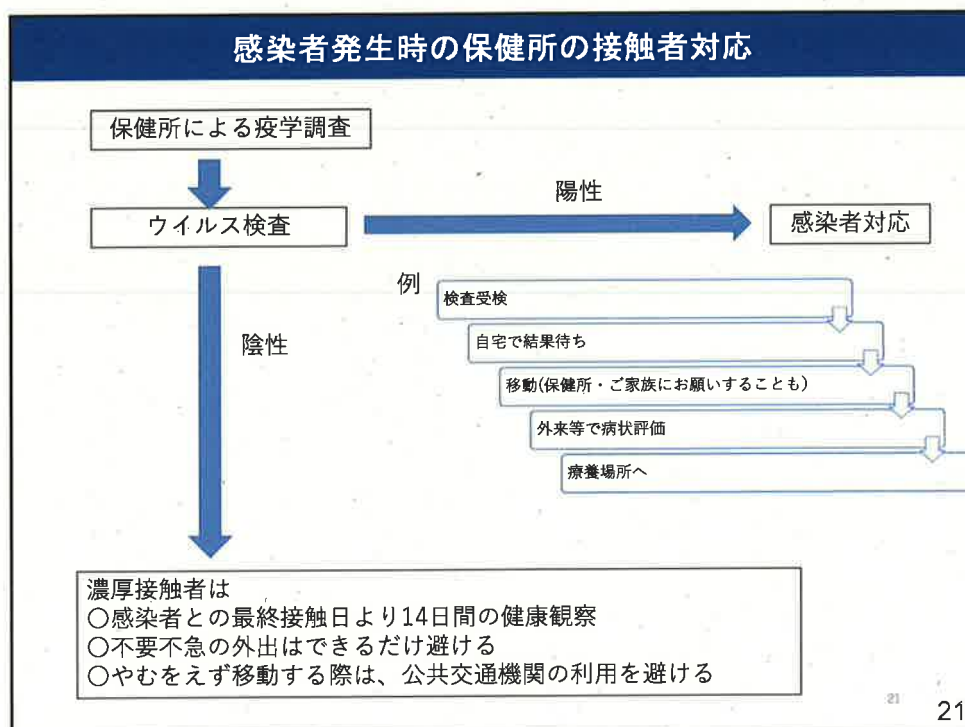 感染者発生時の保健所の接触者対応
保健所による疫学調査
ウイルス検査
陽性
感染者対応
陰性
例
検査受検
自宅で結果待ち
移動(保健所・ご家族にお願いすることも)
外来等で病状評価
療養場所へ
濃厚接触者は
○感染者との最終接触日より14日間の健康観察
○不要不急の外出はできるだけ避ける
○やむをえず移動する際は、公共交通機関の利用を避ける
21
21